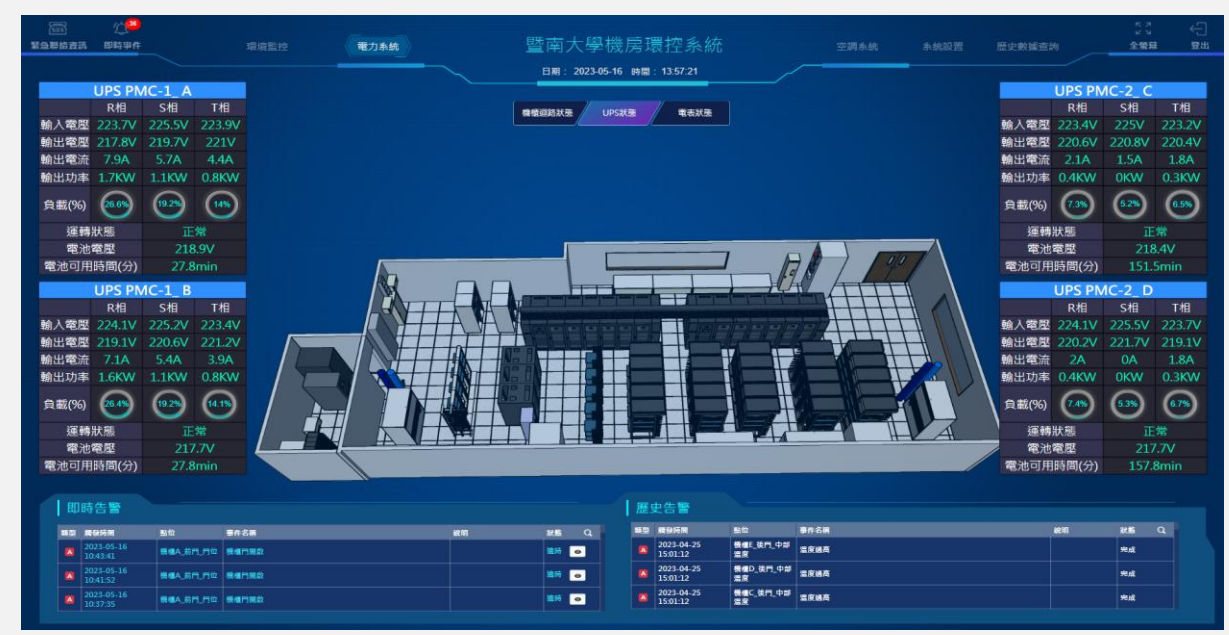 緊急聯絡資訊 即時事件 36 環境監控 電力系統 暨南大學機房環控系統 空調系統 系統設置 歷史數據查詢 全螢幕 登出
日期： 2023-05-16 時間：13:57:21
機櫃迴路狀態 UPS狀態 電表狀態
UPS PMC-1_ A
R相 S相 T相
輸入電壓 223.7V 225.5V 223.9V
輸出電壓 217.8V 219.7V 221V
輸出電流 7.9A 5.7A 4.4A
輸出功率 1.7KW 1.1KW 0.8KW
負載(%) 26.6% 19.2% 14%
運轉狀態 正常
電池電壓 218.9V
電池可用時間(分) 27.8min
UPS PMC-1_ B
R相 S相 T相
輸入電壓 224.1V 225.2V 223.4V
輸出電壓 219.1V 220.6V 221.2V
輸出電流 7.1A 5.4A 3.9A
輸出功率 1.6KW 1.1KW 0.8KW
負載(%) 26.4% 19.2% 14.1%
運轉狀態 正常
電池電壓 217.7V
電池可用時間(分) 27.8min
UPS PMC-2_ C
R相 S相 T相
輸入電壓 223.4V 225V 223.2V
輸出電壓 220.6V 220.8V 220.4V
輸出電流 2.1A 1.5A 1.8A
輸出功率 0.4KW 0KW 0.3KW
負載(%) 7.3% 5.2% 6.5%
運轉狀態 正常
電池電壓 218.4V
電池可用時間(分) 151.5min
UPS PMC-2_ D
R相 S相 T相
輸入電壓 224.1V 225.5V 223.7V
輸出電壓 220.2V 221.7V 219.1V
輸出電流 2A 0A 1.8A
輸出功率 0.4KW 0KW 0.3KW
負載(%) 7.4% 5.3% 6.7%
運轉狀態 正常
電池電壓 217.7V
電池可用時間(分) 157.8min
即時告警
類型 觸發時間 點位 事件名稱 說明 狀態
A 2023-05-16 10:43:41 機櫃A_前門_門位 機櫃門開啟
A 2023-05-16 10:41:52 機櫃A_前門_門位 機櫃門開啟
A 2023-05-16 10:37:35 機櫃A_前門_門位 機櫃門開啟
歷史告警
類型 觸發時間 點位 事件名稱 說明 狀態
A 2023-04-25 15:01:12 機櫃E_後門_中部溫度 溫度過高 完成
A 2023-04-25 15:01:12 機櫃D_後門_中部溫度 溫度過高 完成
A 2023-04-25 15:01:12 機櫃C_後門_中部溫度 溫度過高 完成